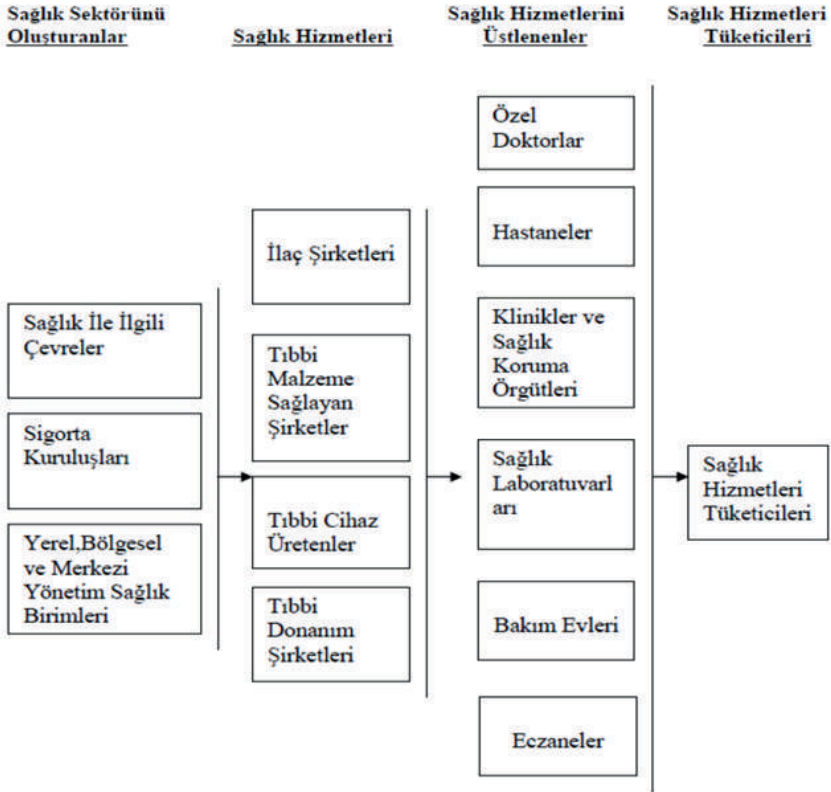 Sağlık Sektörünü
Oluşturanlar
Sağlık Hizmetleri
Sağlık Hizmetlerini
Üstlenenler
Sağlık Hizmetleri
Tüketicileri
Sağlık İle İlgili
Çevreler
Sigorta
Kuruluşları
Yerel,Bölgesel
ve Merkezi
Yönetim Sağlık
Birimleri
İlaç Şirketleri
Tıbbi
Malzeme
Sağlayan
Şirketler
Tıbbi Cihaz
Üretenler
Tıbbi
Donanım
Şirketleri
Özel
Doktorlar
Hastaneler
Klinikler ve
Sağlık
Koruma
Örgütleri
Sağlık
Laboratuvarl
arı
Bakım Evleri
Eczaneler
Sağlık
Hizmetleri
Tüketicileri